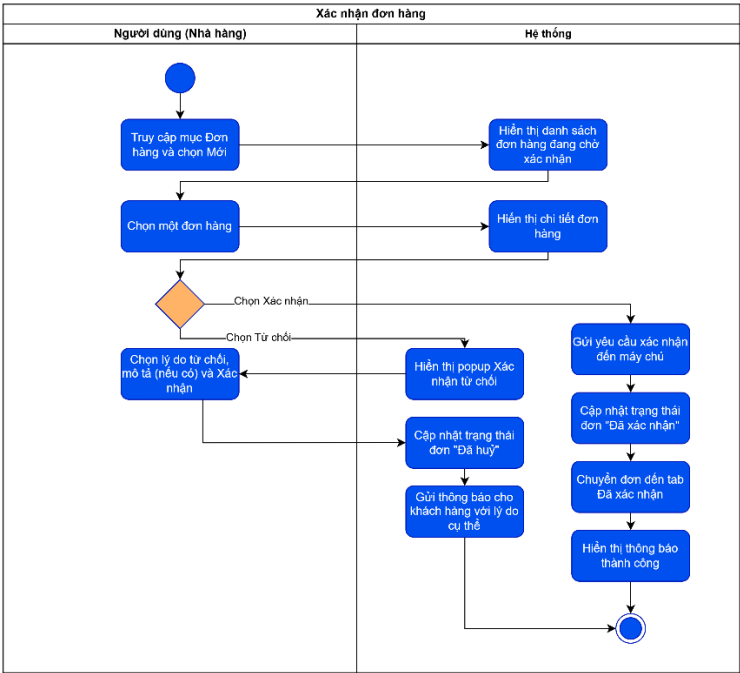 Xác nhận đơn hàng
Người dùng (Nhà hàng)
Hệ thống
Truy cập mục Đơn
hàng và chọn Mới
Hiển thị danh sách
đơn hàng đang chờ
xác nhận
Chọn một đơn hàng
Hiển thị chi tiết đơn
hàng
Chọn Xác nhận
Chọn Từ chối
Gửi yêu cầu xác nhận
đến máy chủ
Chọn lý do từ chối,
mô tả (nếu có) và Xác
nhận
Hiển thị popup Xác
nhận từ chối
Cập nhật trạng thái
đơn "Đã xác nhận"
Cập nhật trạng thái
đơn "Đã huỷ"
Chuyển đơn đến tab
Đã xác nhận
Gửi thông báo cho
khách hàng với lý do
cụ thể
Hiển thị thông báo
thành công